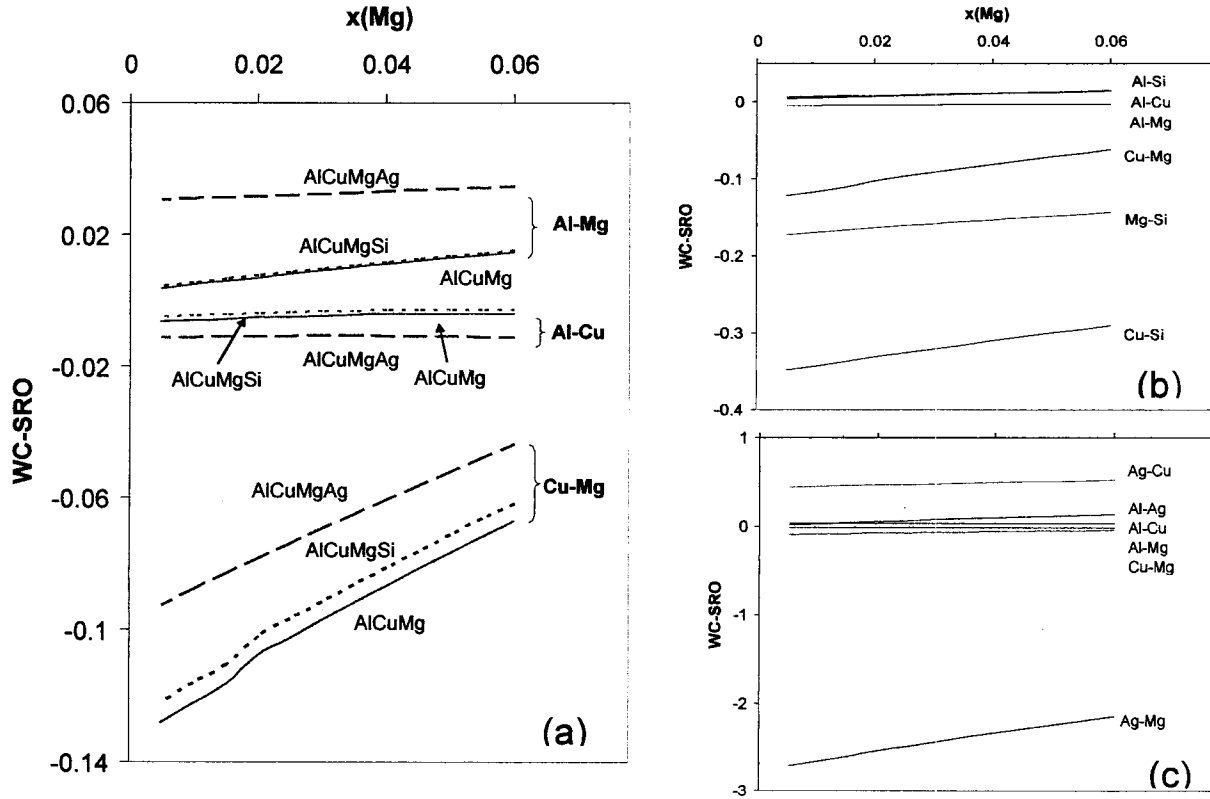 x(Mg)
0 0.02 0.04 0.06
0.06
0.02
-0.02
-0.06
-0.1
-0.14
WC-SRO
AlCuMgAg
Al-Mg
AlCuMgSi
AlCuMg
Al-Cu
AlCuMgAg
AlCuMgSi
AlCuMg
AlCuMgAg
Cu-Mg
AlCuMgSi
AlCuMg
(a)
x(Mg)
0 0.02 0.04 0.06
0
-0.1
-0.2
-0.3
-0.4
WC-SRO
Al-Si
Al-Cu
Al-Mg
Cu-Mg
Mg-Si
Cu-Si
(b)
1
0
-1
-2
-3
WC-SRO
Ag-Cu
Al-Ag
Al-Cu
Al-Mg
Cu-Mg
Ag-Mg
(c)